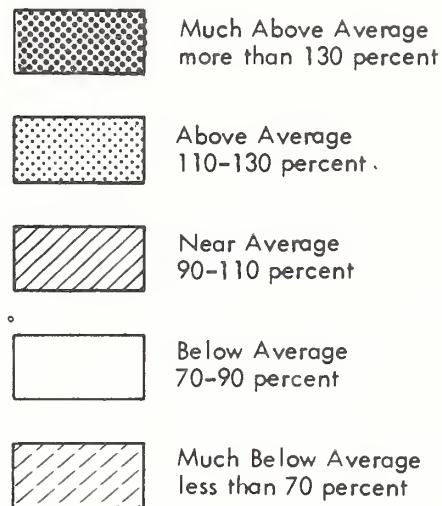 Much Above Average
more than 130 percent
Above Average
110-130 percent
Near Average
90-110 percent
Below Average
70-90 percent
Much Below Average
less than 70 percent